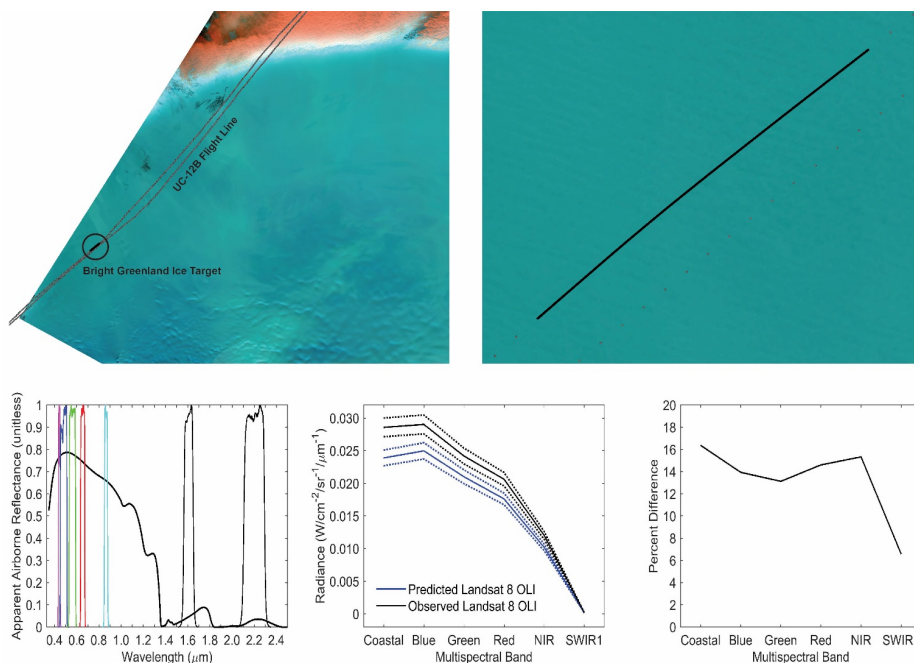 UC-12B Flight Line
Bright Greenland Ice Target
Apparent Airborne Reflectance (unitless)
1
0.9
0.8
0.7
0.6
0.5
0.4
0.3
0.2
0.1
0
0.4 0.6 0.8 1.0 1.2 1.4 1.6 1.8 2.0 2.2 2.4
Wavelength (μm)
Radiance (W/cm⁻²/sr⁻¹/μm⁻¹)
0.030
0.025
0.020
0.015
0.010
0.005
0
Predicted Landsat 8 OLI
Observed Landsat 8 OLI
Coastal Blue Green Red NIR SWIR1
Multispectral Band
Percent Difference
20
18
16
14
12
10
8
6
4
2
0
Coastal Blue Green Red NIR SWIR
Multispectral Band